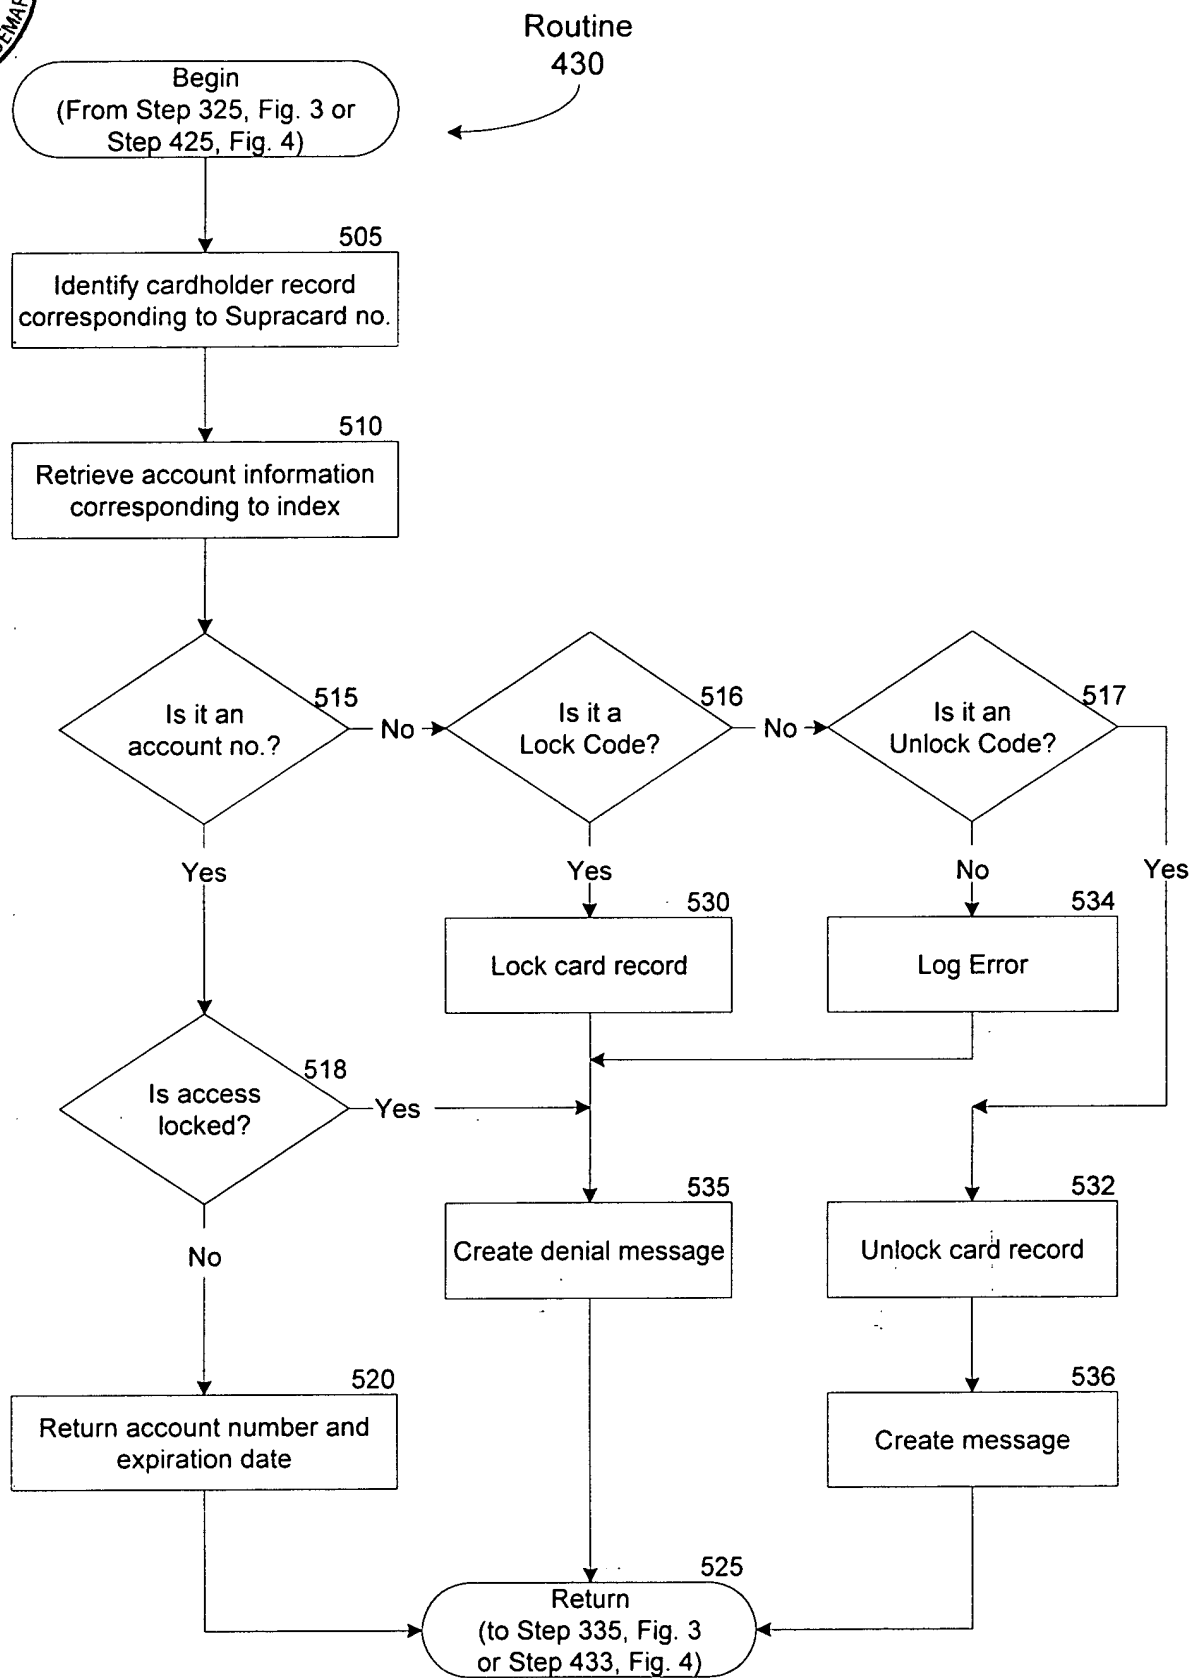 Routine
430
Begin
(From Step 325, Fig. 3 or
Step 425, Fig. 4)
505
Identify cardholder record
corresponding to Supracard no.
510
Retrieve account information
corresponding to index
515
Is it an
account no.?
No
516
Is it a
Lock Code?
No
517
Is it an
Unlock Code?
Yes
Yes
No
Yes
530
Lock card record
534
Log Error
518
Is access
locked?
Yes
535
Create denial message
532
Unlock card record
No
520
Return account number and
expiration date
536
Create message
525
Return
(to Step 335, Fig. 3
or Step 433, Fig. 4)